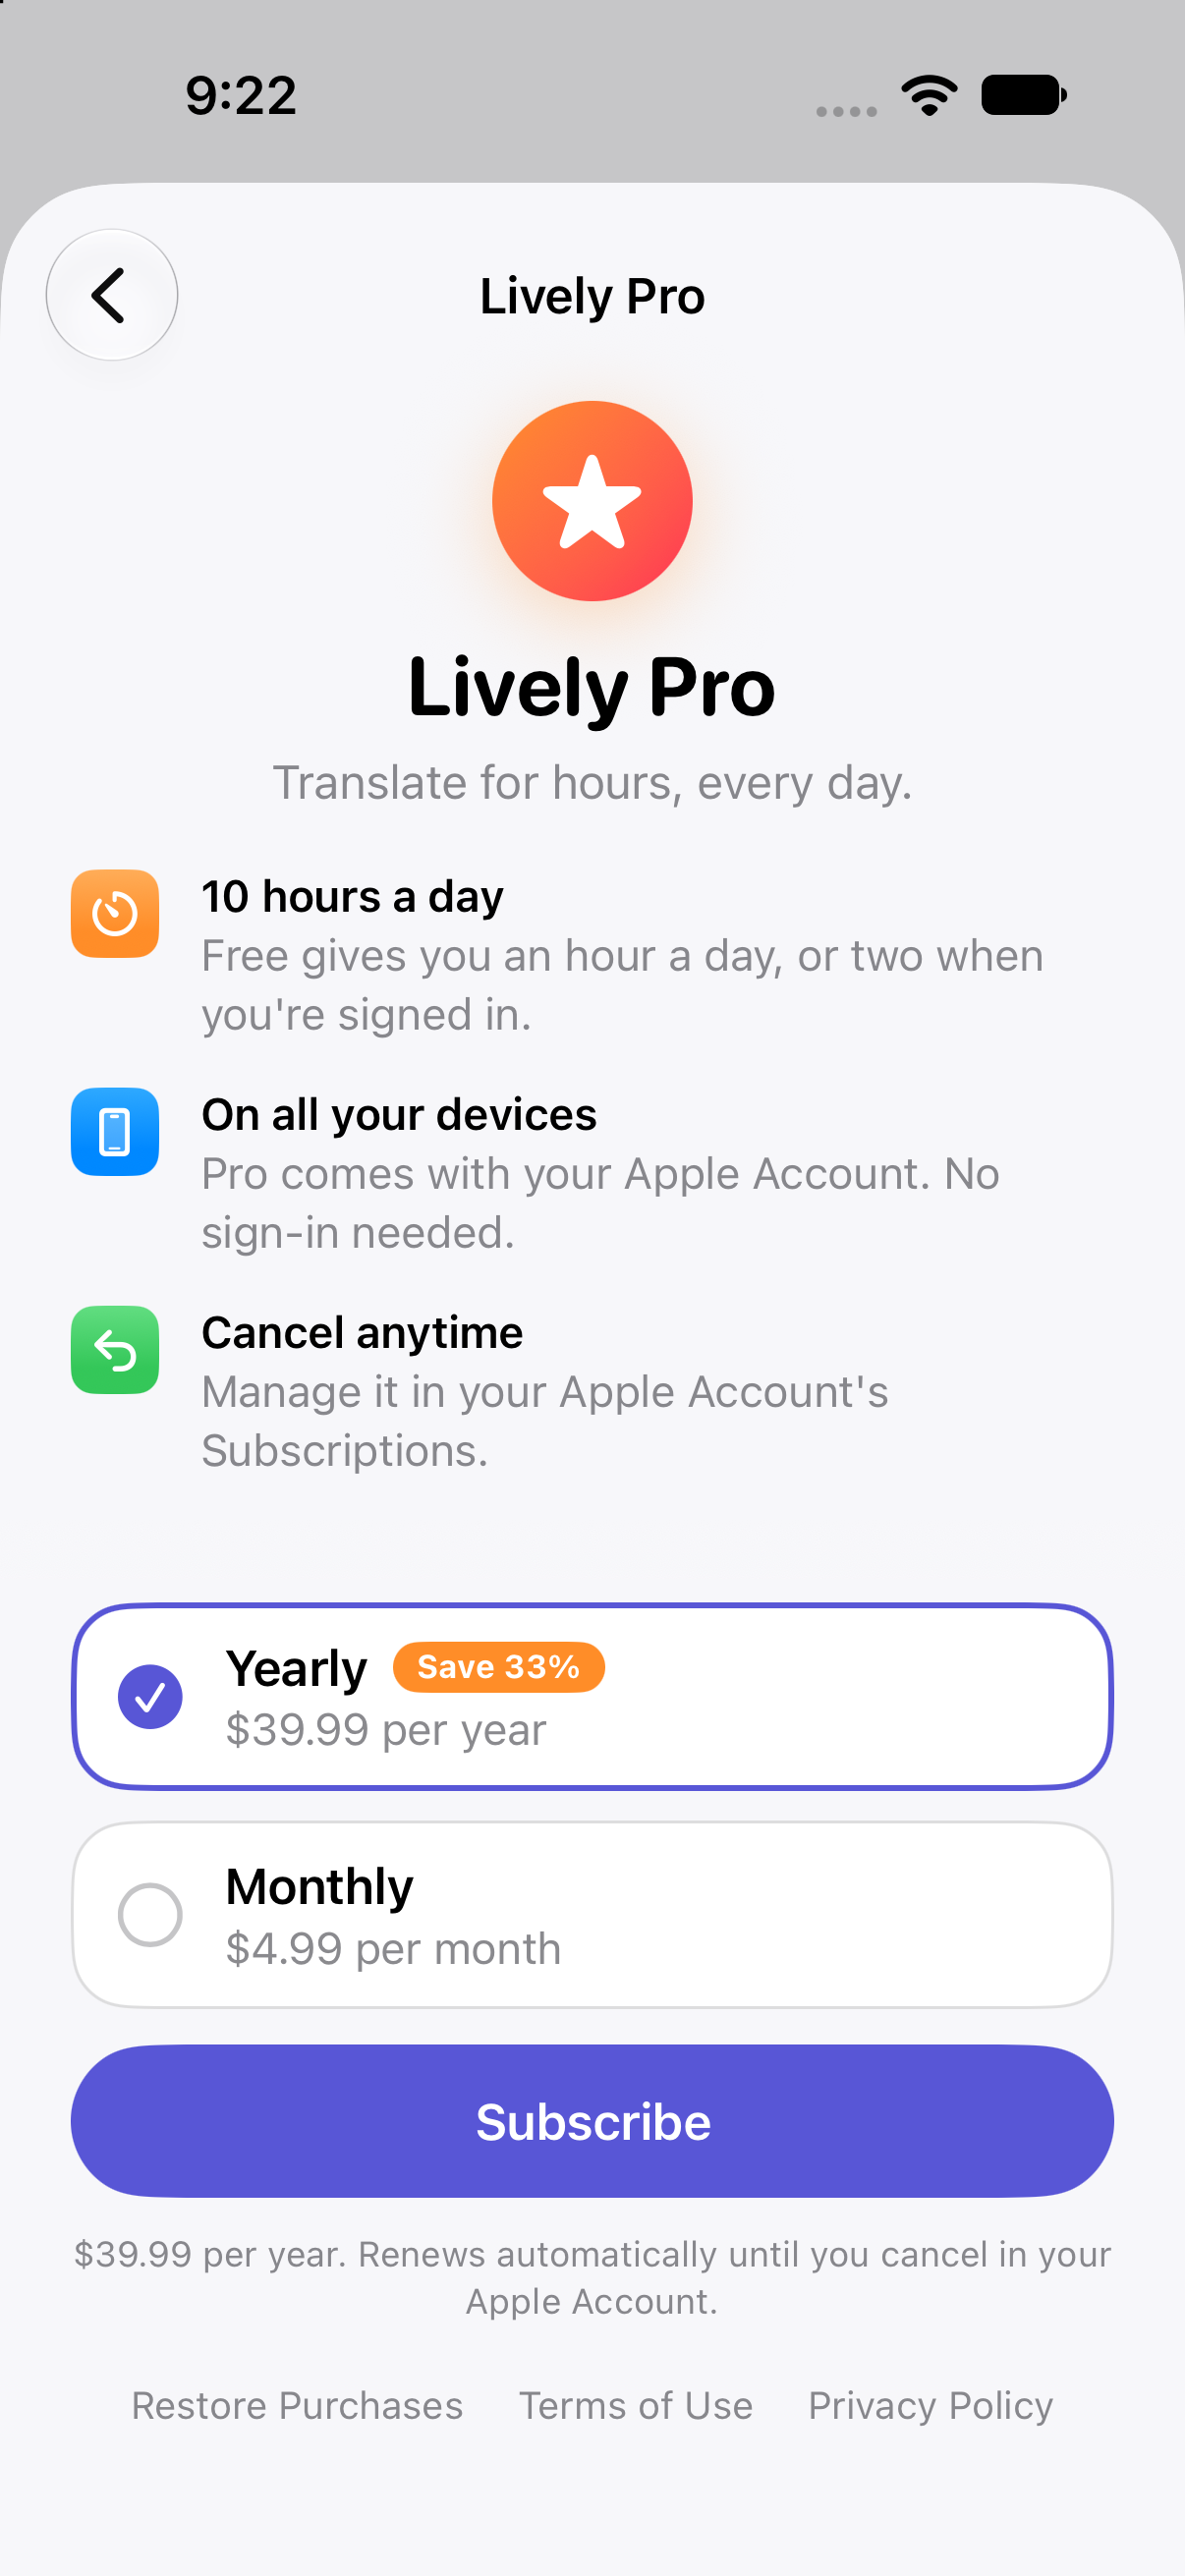 9:22
Lively Pro
Lively Pro
Translate for hours, every day.
10 hours a day
Free gives you an hour a day, or two when
you're signed in.
On all your devices
Pro comes with your Apple Account. No
sign-in needed.
Cancel anytime
Manage it in your Apple Account's
Subscriptions.
Yearly Save 33%
$39.99 per year
Monthly
$4.99 per month
Subscribe
$39.99 per year. Renews automatically until you cancel in your
Apple Account.
Restore Purchases Terms of Use Privacy Policy